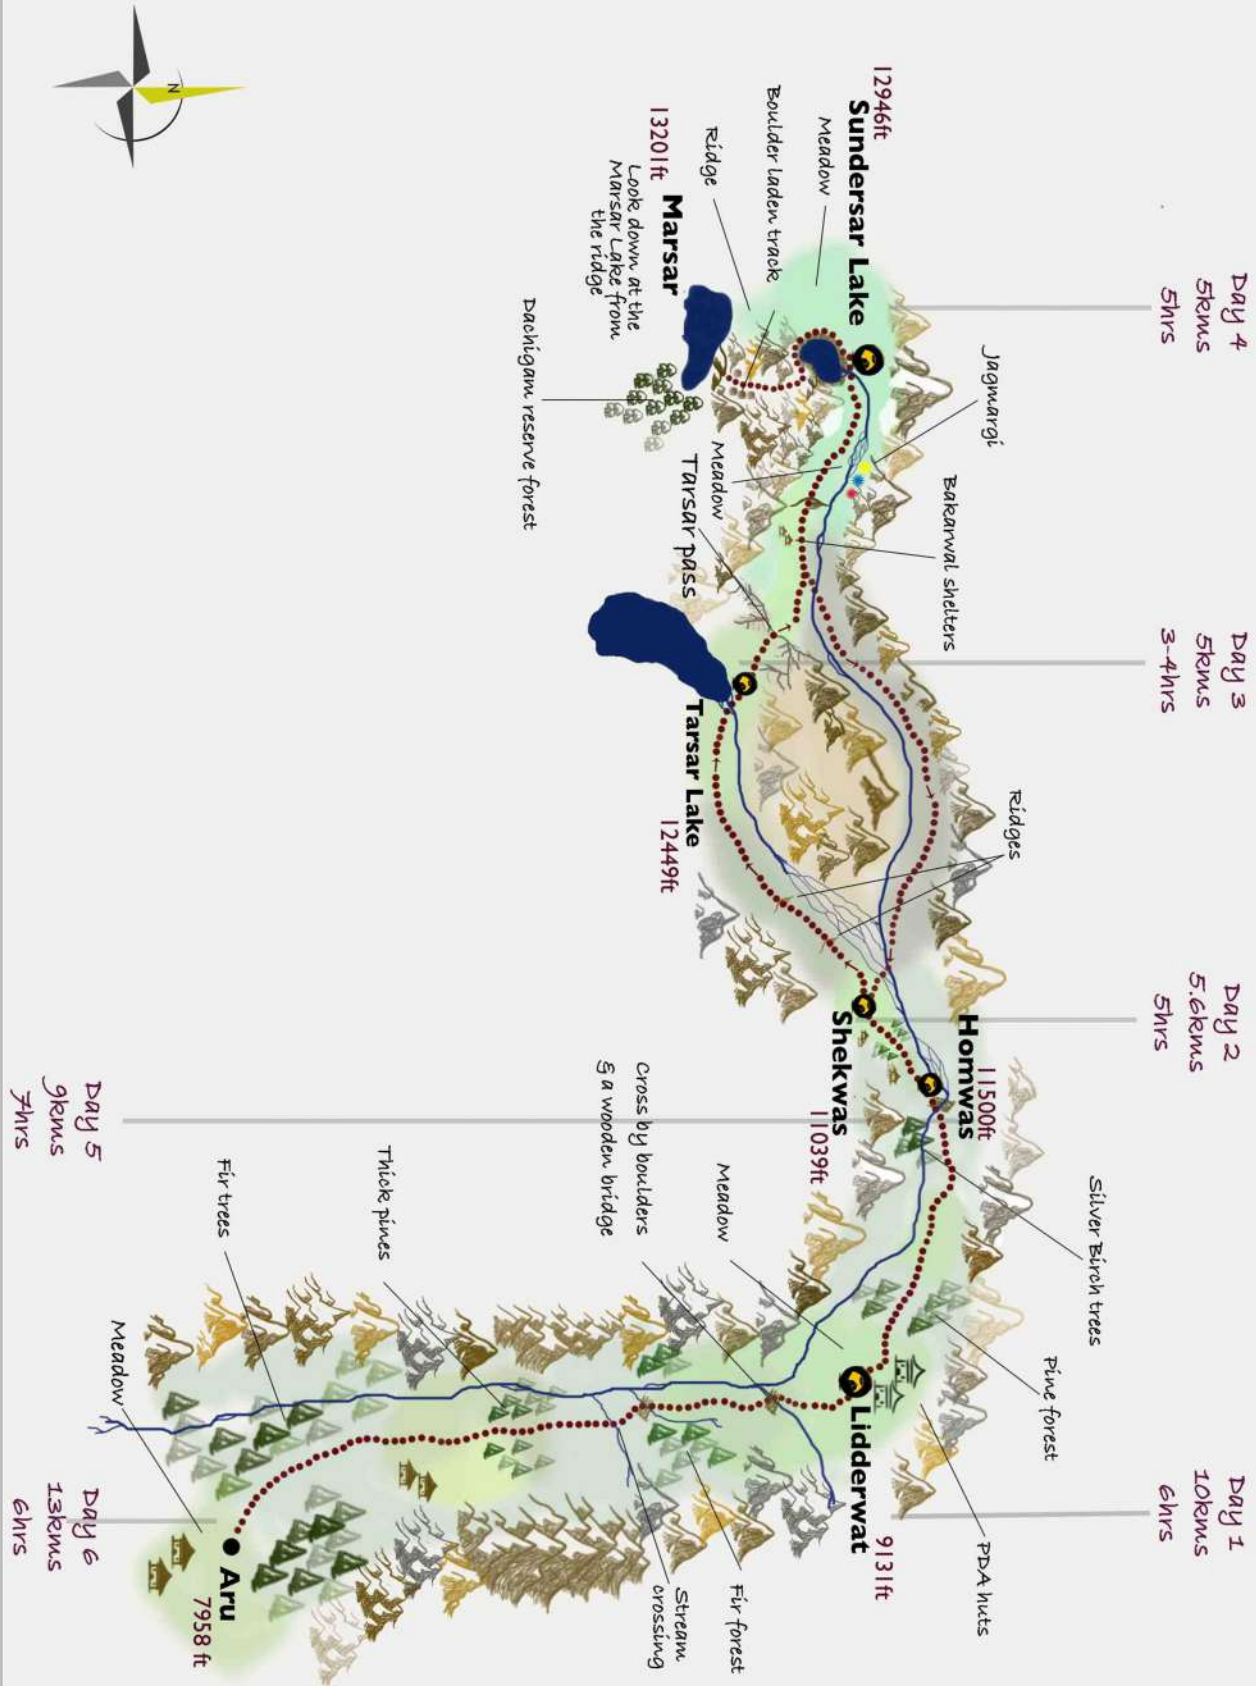 Day 4
5kms
5hrs
Day 3
5kms
3-4hrs
Day 2
5.6kms
5hrs
Day 1
10kms
6hrs
Jagmargi
Bakarwal shelters
Ridges
Silver Birch trees
Pine forest
PDA huts
12946ft
Sundersar Lake
Meadow
Boulder laden track
Ridge
13201ft
Marsar
Look down at the
Marsar Lake from
the ridge
Dachigam reserve forest
Meadow
Tarsar pass
Tarsar Lake
12449ft
11500ft
Homwas
Shekwas
11039ft
Lidderwat
9131ft
Meadow
Cross by boulders
& a wooden bridge
Fir forest
Stream
crossing
Thick pines
Fir trees
Meadow
Aru
7958 ft
N
Day 5
9kms
7hrs
Day 6
13kms
6hrs